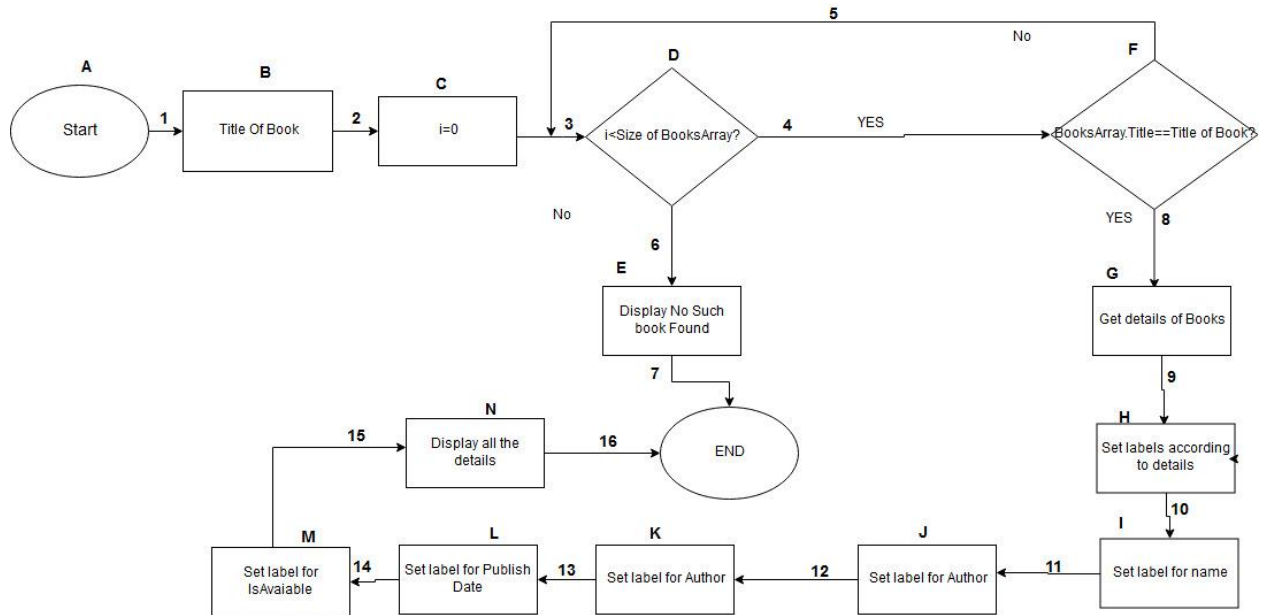 5
No
F
D
A
B
C
Start
1
Title Of Book
2
i=0
3
i<Size of BooksArray?
4
YES
BooksArray.Title==Title of Book?
No
6
YES
8
E
G
Display No Such
book Found
Get details of Books
7
9
N
H
15
Display all the
details
16
END
Set labels according
to details
10
M
L
K
J
I
Set label for
IsAvaiable
14
Set label for Publish
Date
13
Set label for Author
12
Set label for Author
11
Set label for name